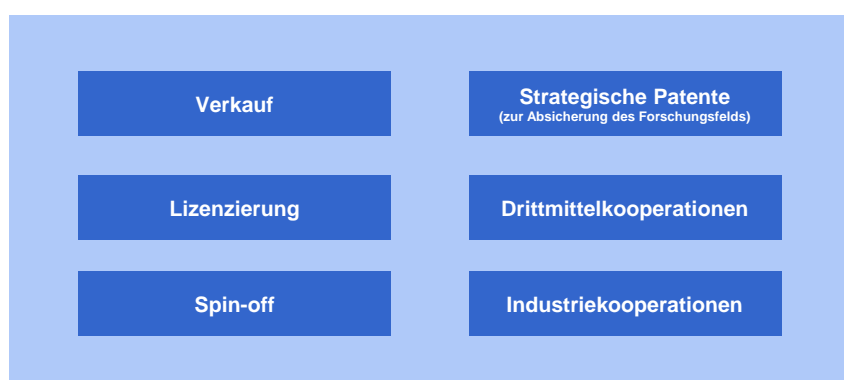 Verkauf
Strategische Patente
(zur Absicherung des Forschungsfelds)
Lizenzierung
Drittmittelkooperationen
Spin-off
Industriekooperationen